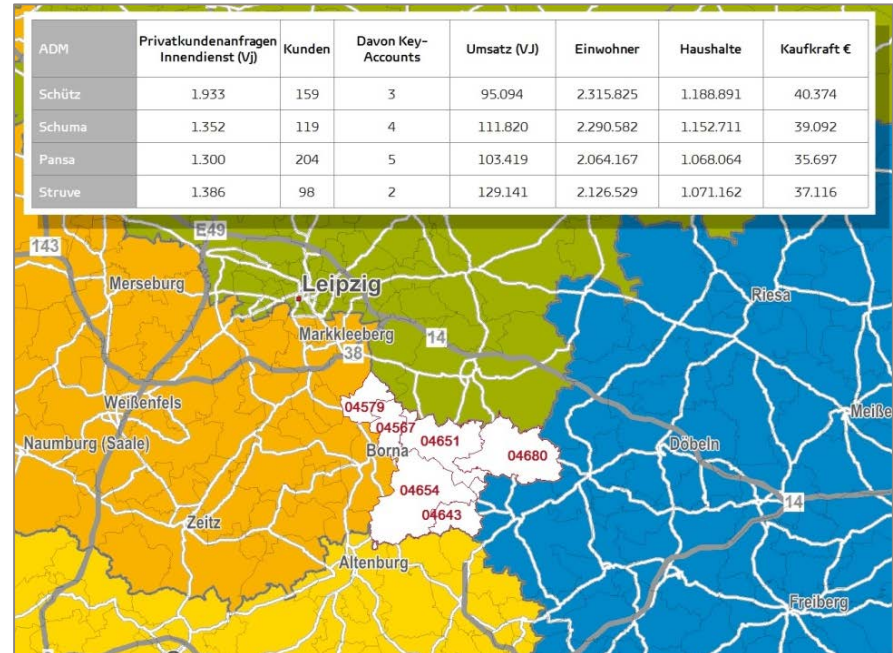 ADM Privatkundenanfragen Innendienst (Vj) Kunden Davon Key-Accounts Umsatz (VJ) Einwohner Haushalte Kaufkraft €
Schütz 1.933 159 3 95.094 2.315.825 1.188.891 40.374
Schuma 1.352 119 4 111.820 2.290.582 1.152.711 39.092
Pansa 1.300 204 5 103.419 2.064.167 1.068.064 35.697
Struve 1.386 98 2 129.141 2.126.529 1.071.162 37.116
E49
143
Merseburg
Leipzig
Riesa
Markkleeberg
14
38
Weißenfels
04579
04567
04651
Naumburg (Saale)
Borna
04680
Döbeln
04654
14
04643
Zeitz
Altenburg
Freiberg